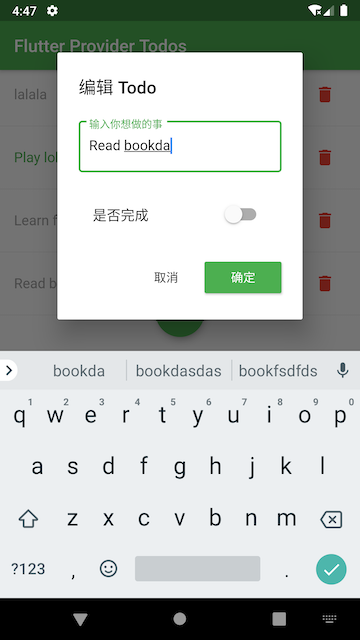 4:47
Flutter Provider Todos
lalala
编辑 Todo
输入你想做的事
Read bookda
Play lol
是否完成
Learn f
取消
确定
Read b
bookda bookdasdas bookfsdfds
1 2 3 4 5 6 7 8 9 0
q w e r t y u i o p
a s d f g h j k l
z x c v b n m
?123 , .